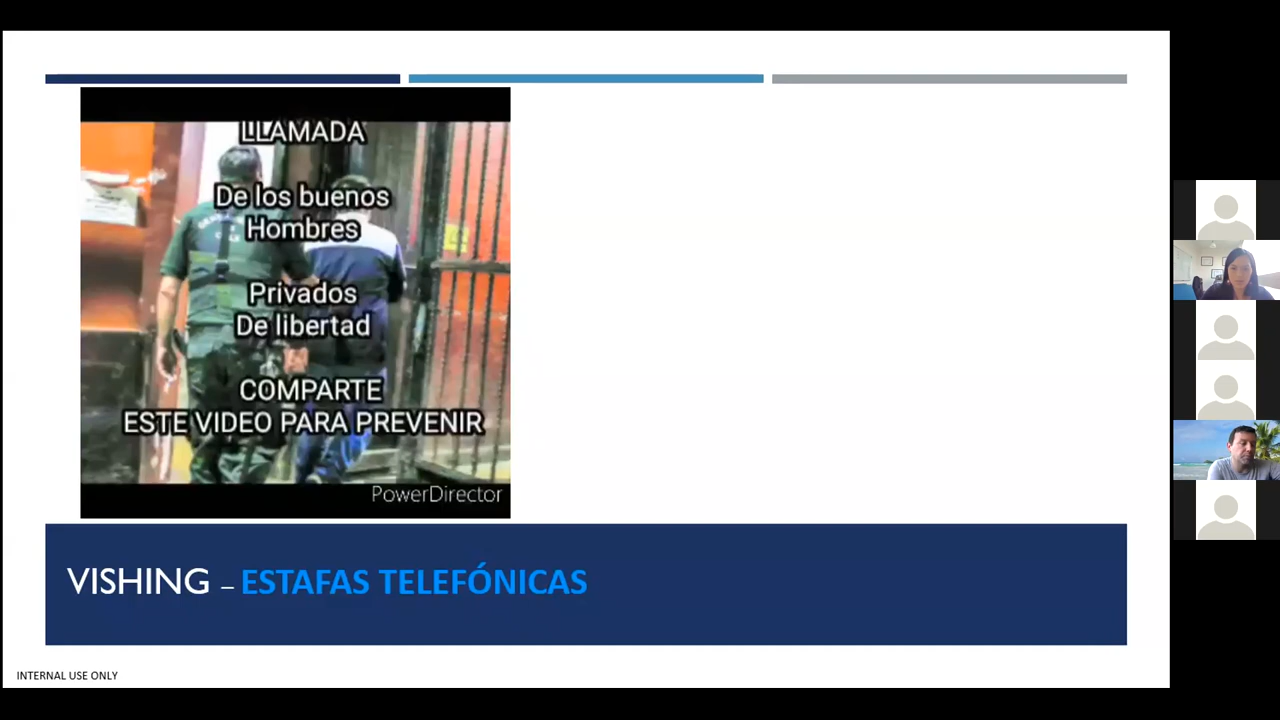 LLAMADA
De los buenos
Hombres
Privados
De libertad
COMPARTE
ESTE VIDEO PARA PREVENIR
PowerDirector
VISHING – ESTAFAS TELEFÓNICAS
INTERNAL USE ONLY